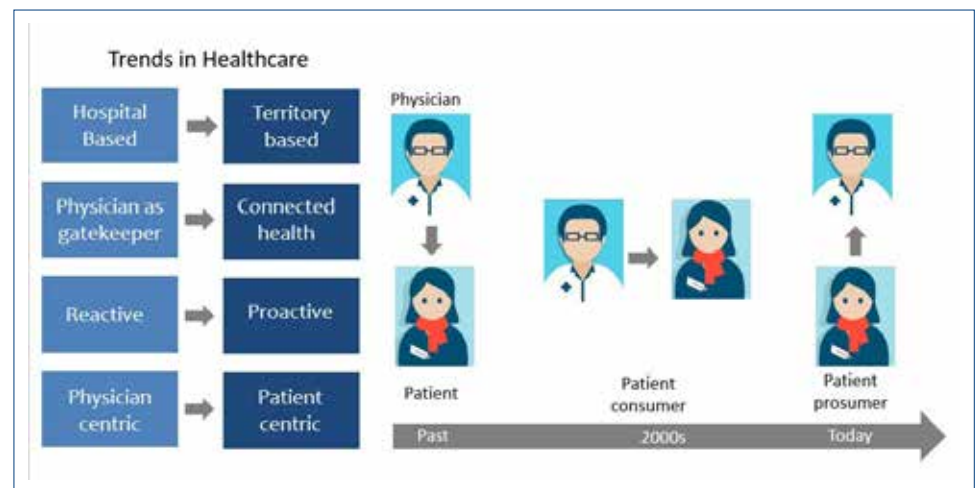 Trends in Healthcare
Hospital
Based
Territory
based
Physician as
gatekeeper
Connected
health
Reactive
Proactive
Physician
centric
Patient
centric
Physician
Patient
Patient
consumer
Patient
prosumer
Past
2000s
Today